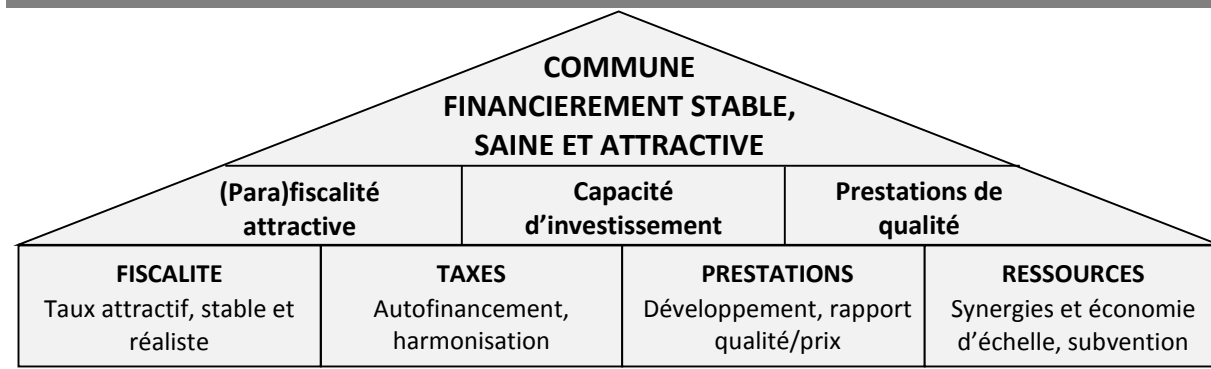 COMMUNE
FINANCIEREMENT STABLE,
SAINE ET ATTRACTIVE
(Para)fiscalité
attractive
Capacité
d'investissement
Prestations de
qualité
FISCALITE
Taux attractif, stable et
réaliste
TAXES
Autofinancement,
harmonisation
PRESTATIONS
Développement, rapport
qualité/prix
RESSOURCES
Synergies et économie
d'échelle, subvention